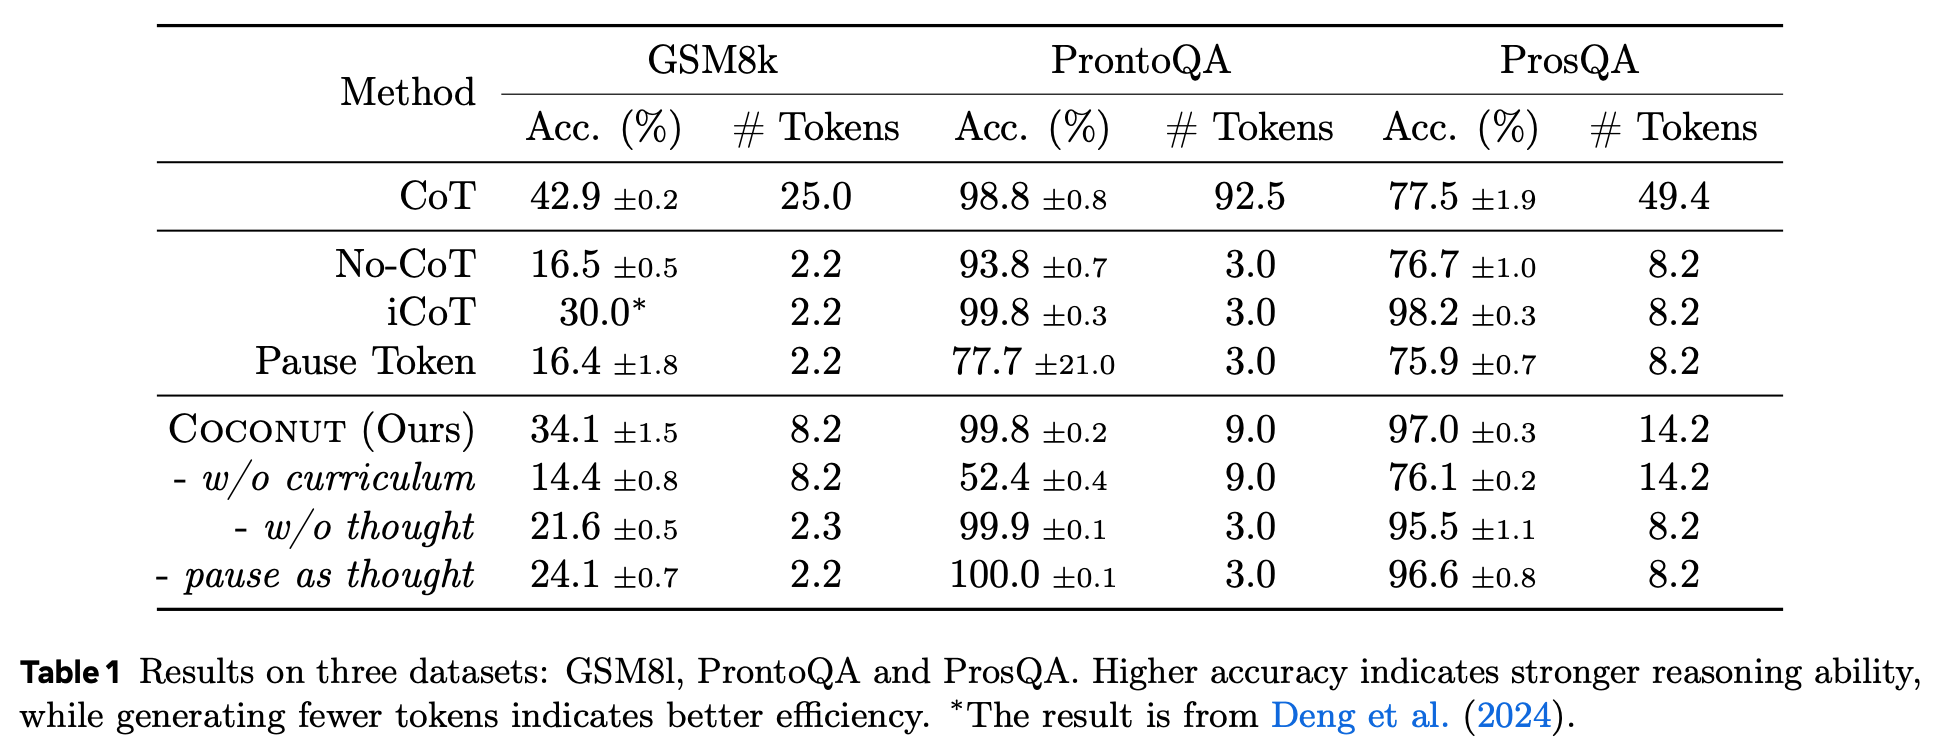 GSM8k ProntoQA ProsQA
Method
Acc. (%) # Tokens Acc. (%) # Tokens Acc. (%) # Tokens
CoT 42.9 ±0.2 25.0 98.8 ±0.8 92.5 77.5 ±1.9 49.4
No-CoT 16.5 ±0.5 2.2 93.8 ±0.7 3.0 76.7 ±1.0 8.2
iCoT 30.0* 2.2 99.8 ±0.3 3.0 98.2 ±0.3 8.2
Pause Token 16.4 ±1.8 2.2 77.7 ±21.0 3.0 75.9 ±0.7 8.2
COCONUT (Ours) 34.1 ±1.5 8.2 99.8 ±0.2 9.0 97.0 ±0.3 14.2
- w/o curriculum 14.4 ±0.8 8.2 52.4 ±0.4 9.0 76.1 ±0.2 14.2
- w/o thought 21.6 ±0.5 2.3 99.9 ±0.1 3.0 95.5 ±1.1 8.2
- pause as thought 24.1 ±0.7 2.2 100.0 ±0.1 3.0 96.6 ±0.8 8.2
Table 1 Results on three datasets: GSM8l, ProntoQA and ProsQA. Higher accuracy indicates stronger reasoning ability,
while generating fewer tokens indicates better efficiency. *The result is from Deng et al. (2024).